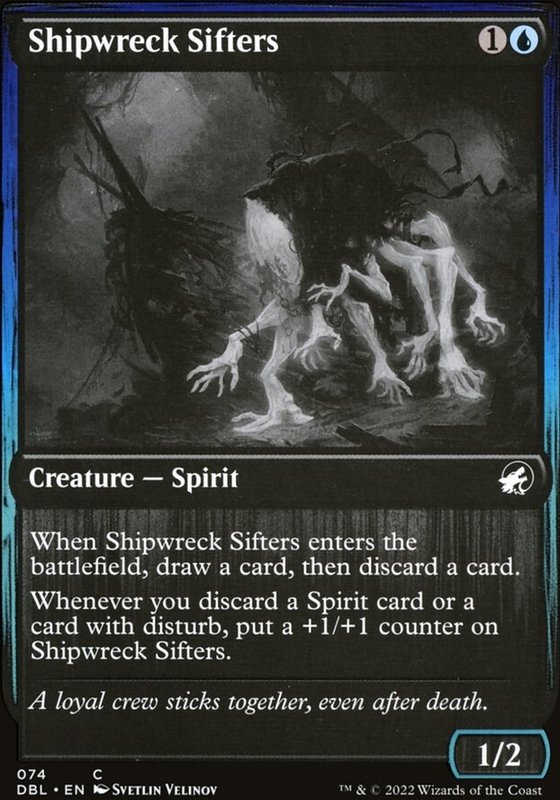 Shipwreck Sifters 1
Creature — Spirit
When Shipwreck Sifters enters the
battlefield, draw a card, then discard a card.
Whenever you discard a Spirit card or a
card with disturb, put a +1/+1 counter on
Shipwreck Sifters.
A loyal crew sticks together, even after death.
1/2
074 C
DBL • EN Svetlin Velinov ™ & © 2022 Wizards of the Coast